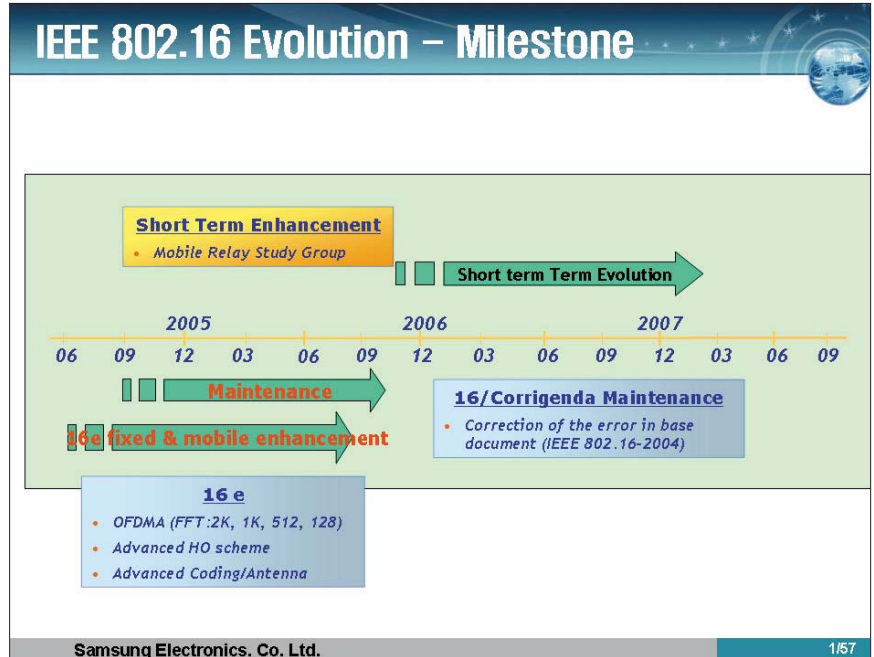 IEEE 802.16 Evolution – Milestone
Short Term Enhancement
• Mobile Relay Study Group
Short term Term Evolution
2005 2006 2007
06 09 12 03 06 09 12 03 06 09 12 03 06 09
Maintenance
16e fixed & mobile enhancement
16/Corrigenda Maintenance
• Correction of the error in base
document (IEEE 802.16-2004)
16 e
• OFDMA (FFT:2K, 1K, 512, 128)
• Advanced HO scheme
• Advanced Coding/Antenna
Samsung Electronics. Co. Ltd.
1/57